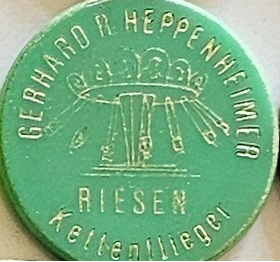 GERHARD R. HEPPENHEIMER
RIESEN
Kettenflieger